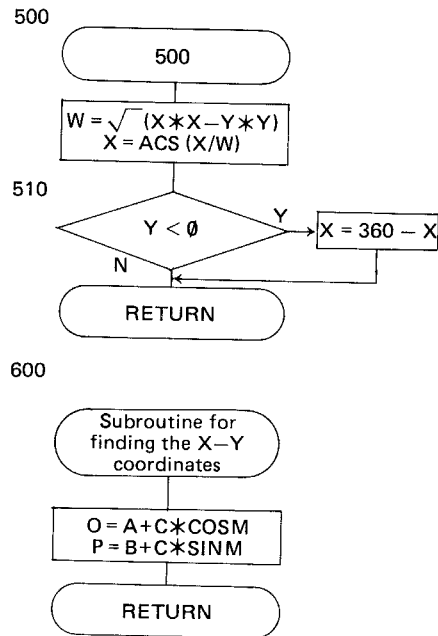 500
500
W = √ (X∗X−Y∗Y)
X = ACS (X/W)
510
Y < Ø
Y
X = 360 − X
N
RETURN
600
Subroutine for
finding the X−Y
coordinates
O = A+C∗COSM
P = B+C∗SINM
RETURN